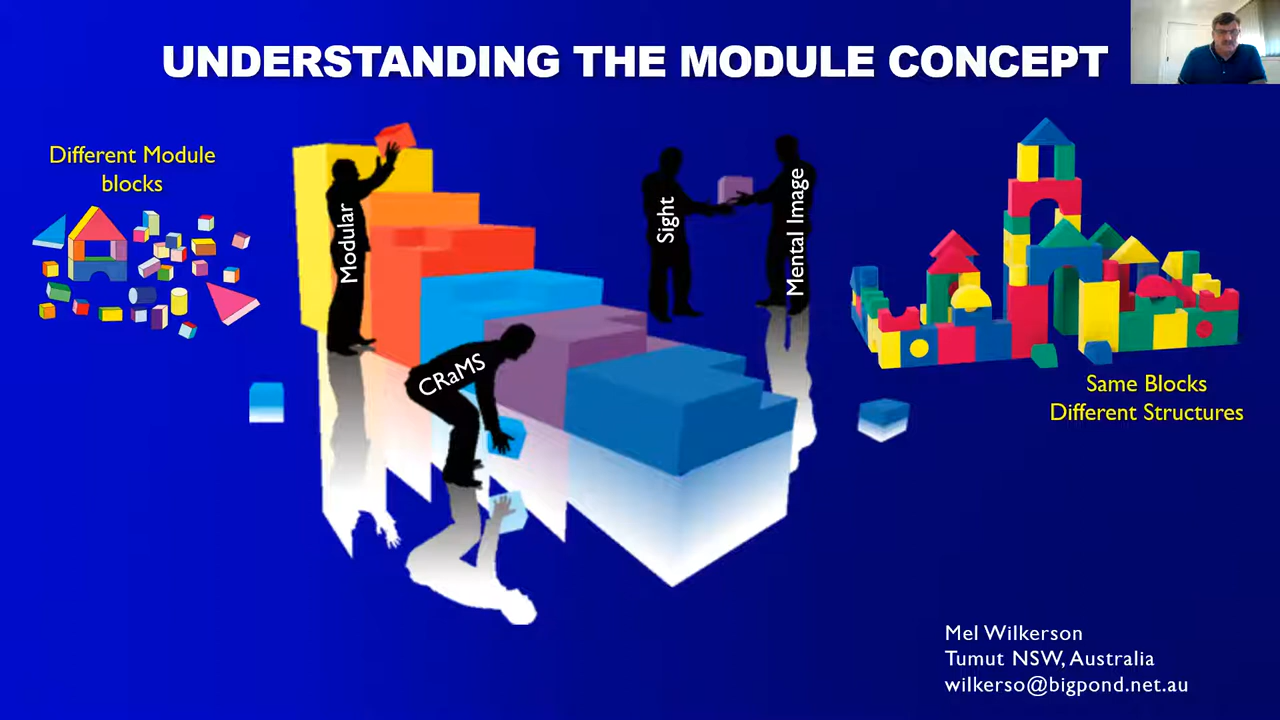 UNDERSTANDING THE MODULE CONCEPT
Different Module
blocks
Modular
CRaMS
Sight
Mental Image
Same Blocks
Different Structures
Mel Wilkerson
Tumut NSW, Australia
wilkerso@bigpond.net.au